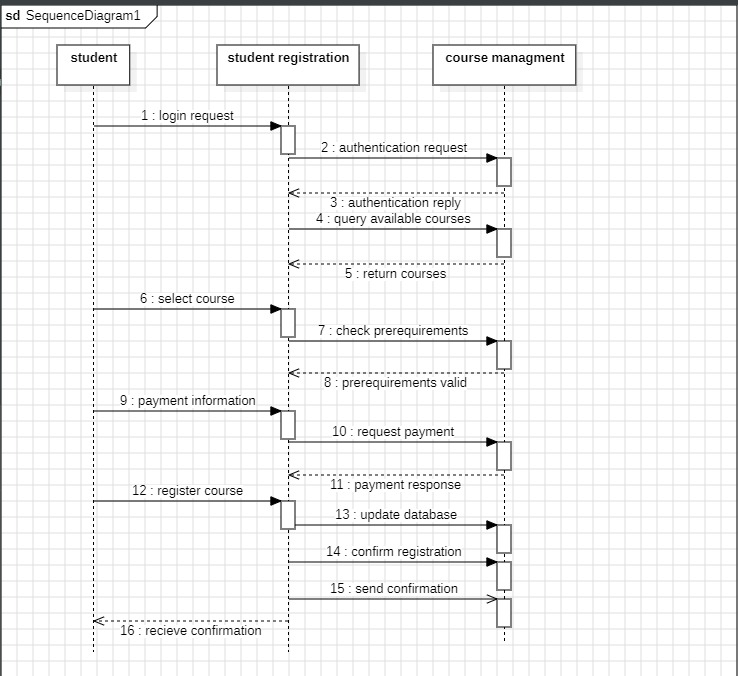 sd SequenceDiagram1
student
student registration
course managment
1 : login request
2 : authentication request
3 : authentication reply
4 : query available courses
5 : return courses
6 : select course
7 : check prerequirements
8 : prerequirements valid
9 : payment information
10 : request payment
11 : payment response
12 : register course
13 : update database
14 : confirm registration
15 : send confirmation
16 : recieve confirmation